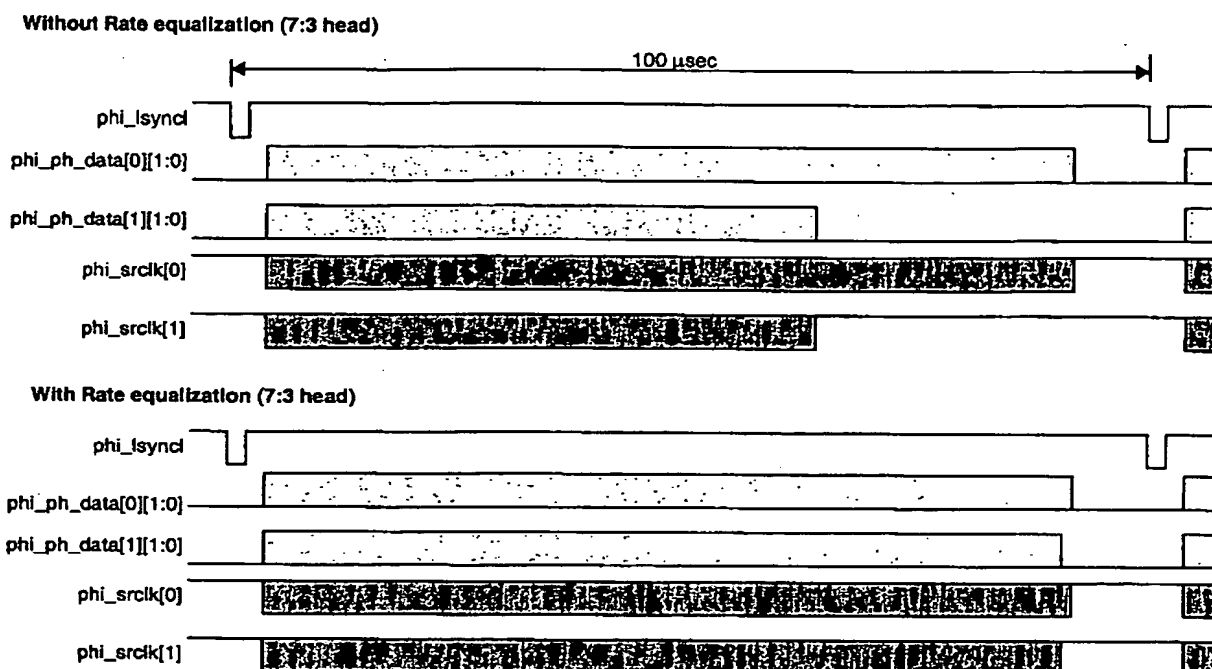 Without Rate equalization (7:3 head)
100 µsec
phi_lsyncl
phi_ph_data[0][1:0]
phi_ph_data[1][1:0]
phi_srclk[0]
phi_srclk[1]
With Rate equalization (7:3 head)
phi_lsyncl
phi_ph_data[0][1:0]
phi_ph_data[1][1:0]
phi_srclk[0]
phi_srclk[1]